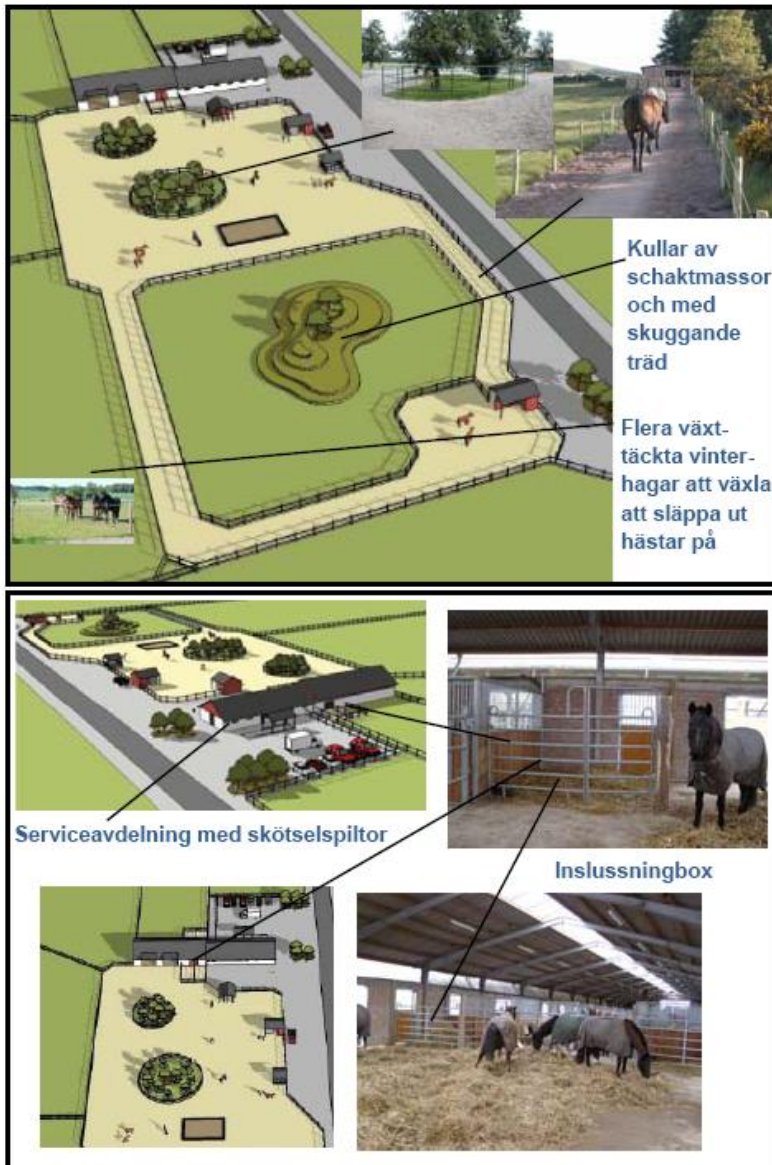 Kullar av
schaktmassor
och med
skuggande
träd
Flera växt-
täckta vinter-
hagar att växla
att släppa ut
hästar på
Serviceavdelning med skötselspiltor
Inslussningbox